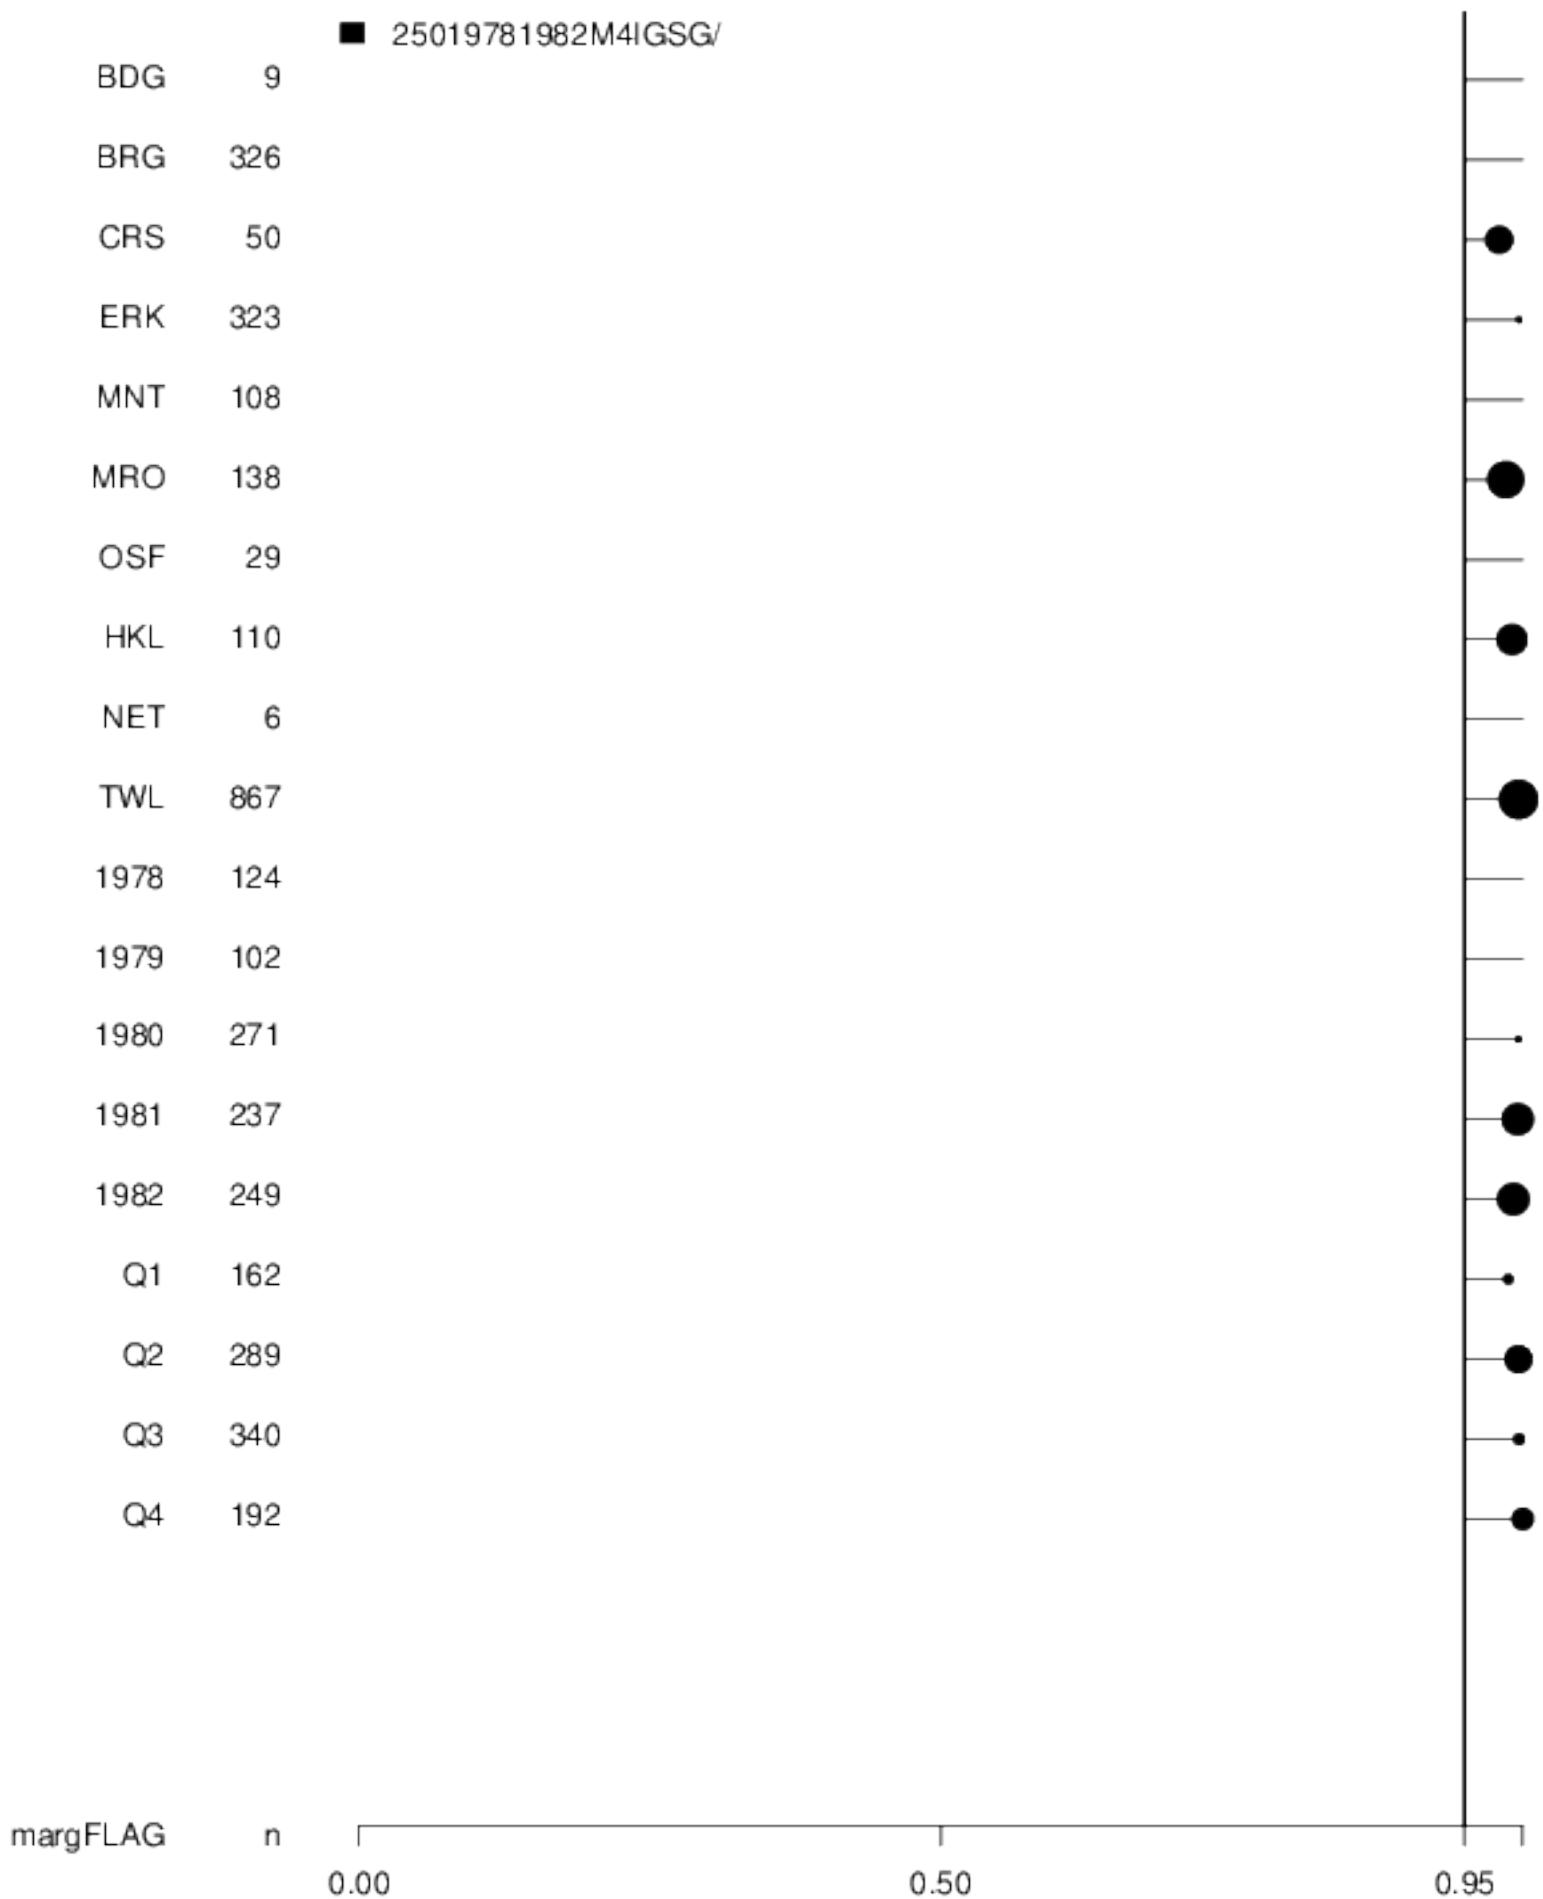 25019781982M4IGSG/
BDG 9
BRG 326
CRS 50
ERK 323
MNT 108
MRO 138
OSF 29
HKL 110
NET 6
TWL 867
1978 124
1979 102
1980 271
1981 237
1982 249
Q1 162
Q2 289
Q3 340
Q4 192
margFLAG n
0.00 0.50 0.95